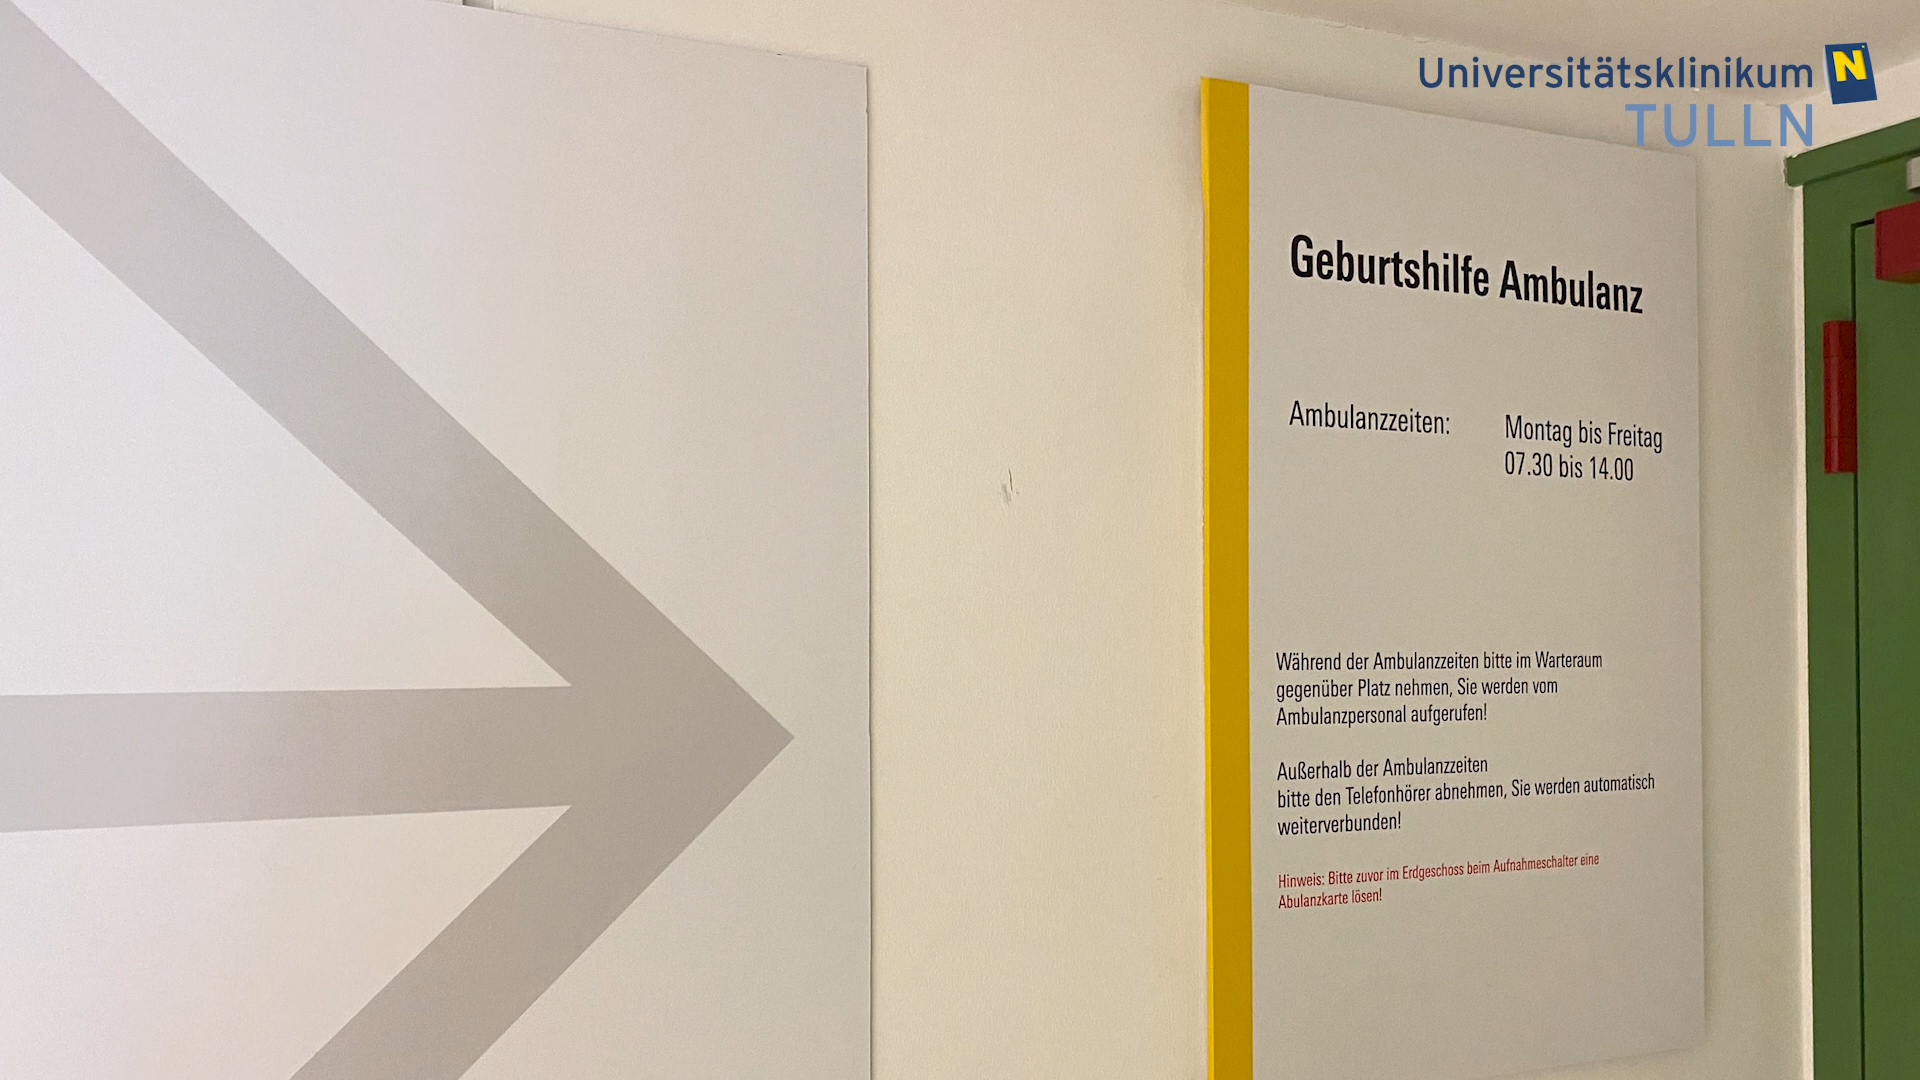 Universitätsklinikum N
TULLN
Geburtshilfe Ambulanz
Ambulanzzeiten: Montag bis Freitag
07.30 bis 14.00
Während der Ambulanzzeiten bitte im Warteraum
gegenüber Platz nehmen, Sie werden vom
Ambulanzpersonal aufgerufen!
Außerhalb der Ambulanzzeiten
bitte den Telefonhörer abnehmen, Sie werden automatisch
weiterverbunden!
Hinweis: Bitte zuvor im Erdgeschoss beim Aufnahmeschalter eine
Abulanzkarte lösen!